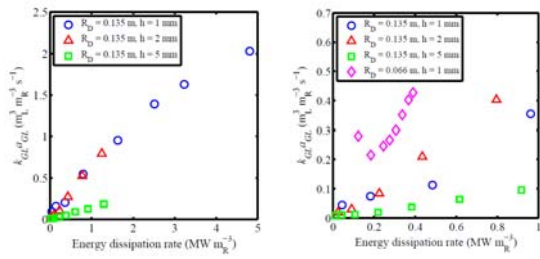 R_D = 0.135 m, h = 1 mm
R_D = 0.135 m, h = 2 mm
R_D = 0.135 m, h = 5 mm
k_GL a_GL (m_L^3 m_R^-3 s^-1)
2.5
2
1.5
1
0.5
0
0 1 2 3 4 5
Energy dissipation rate (MW m_R^-3)
R_D = 0.135 m, h = 1 mm
R_D = 0.135 m, h = 2 mm
R_D = 0.135 m, h = 5 mm
R_D = 0.066 m, h = 1 mm
k_GL a_GL (m_L^3 m_R^-3 s^-1)
0.7
0.6
0.5
0.4
0.3
0.2
0.1
0
0 0.2 0.4 0.6 0.8 1
Energy dissipation rate (MW m_R^-3)